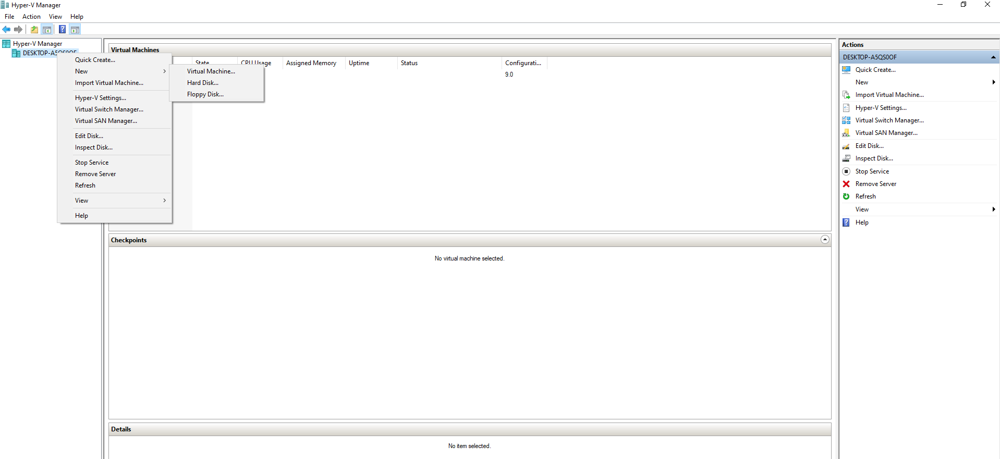 Hyper-V Manager
File Action View Help
Hyper-V Manager
DESKTOP-A5QS0OF
Quick Create...
New
Import Virtual Machine...
Hyper-V Settings...
Virtual Switch Manager...
Virtual SAN Manager...
Edit Disk...
Inspect Disk...
Stop Service
Remove Server
Refresh
View
Help
Virtual Machine...
Hard Disk...
Floppy Disk...
Virtual Machines
State CPU Usage Assigned Memory Uptime Status Configurati...
9.0
Checkpoints
No virtual machine selected.
Details
No item selected.
Actions
DESKTOP-A5QS0OF
Quick Create...
New
Import Virtual Machine...
Hyper-V Settings...
Virtual Switch Manager...
Virtual SAN Manager...
Edit Disk...
Inspect Disk...
Stop Service
Remove Server
Refresh
View
Help